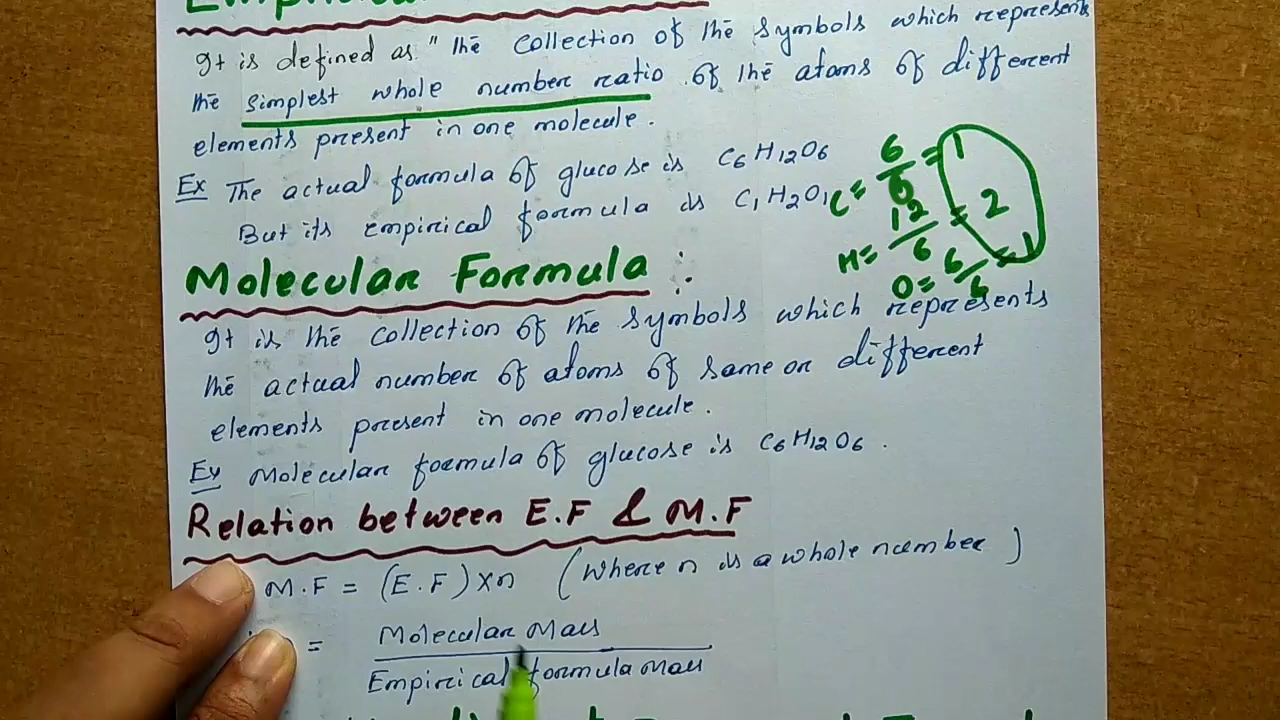 It is defined as "the collection of the symbols which represents
the simplest whole number ratio of the atoms of different
elements present in one molecule.
Ex The actual formula of glucose is C6H12O6
But its empirical formula is C1H2O1
C = 6/6 = 1
H = 12/6 = 2
O = 6/6 = 1
Molecular Formula :
It is the collection of the symbols which represents
the actual number of atoms of same or different
elements present in one molecule.
Ex Molecular formula of glucose is C6H12O6.
Relation between E.F & M.F
M.F = (E.F) x n (where n is a whole number)
= Molecular Mass
Empirical formula Mass